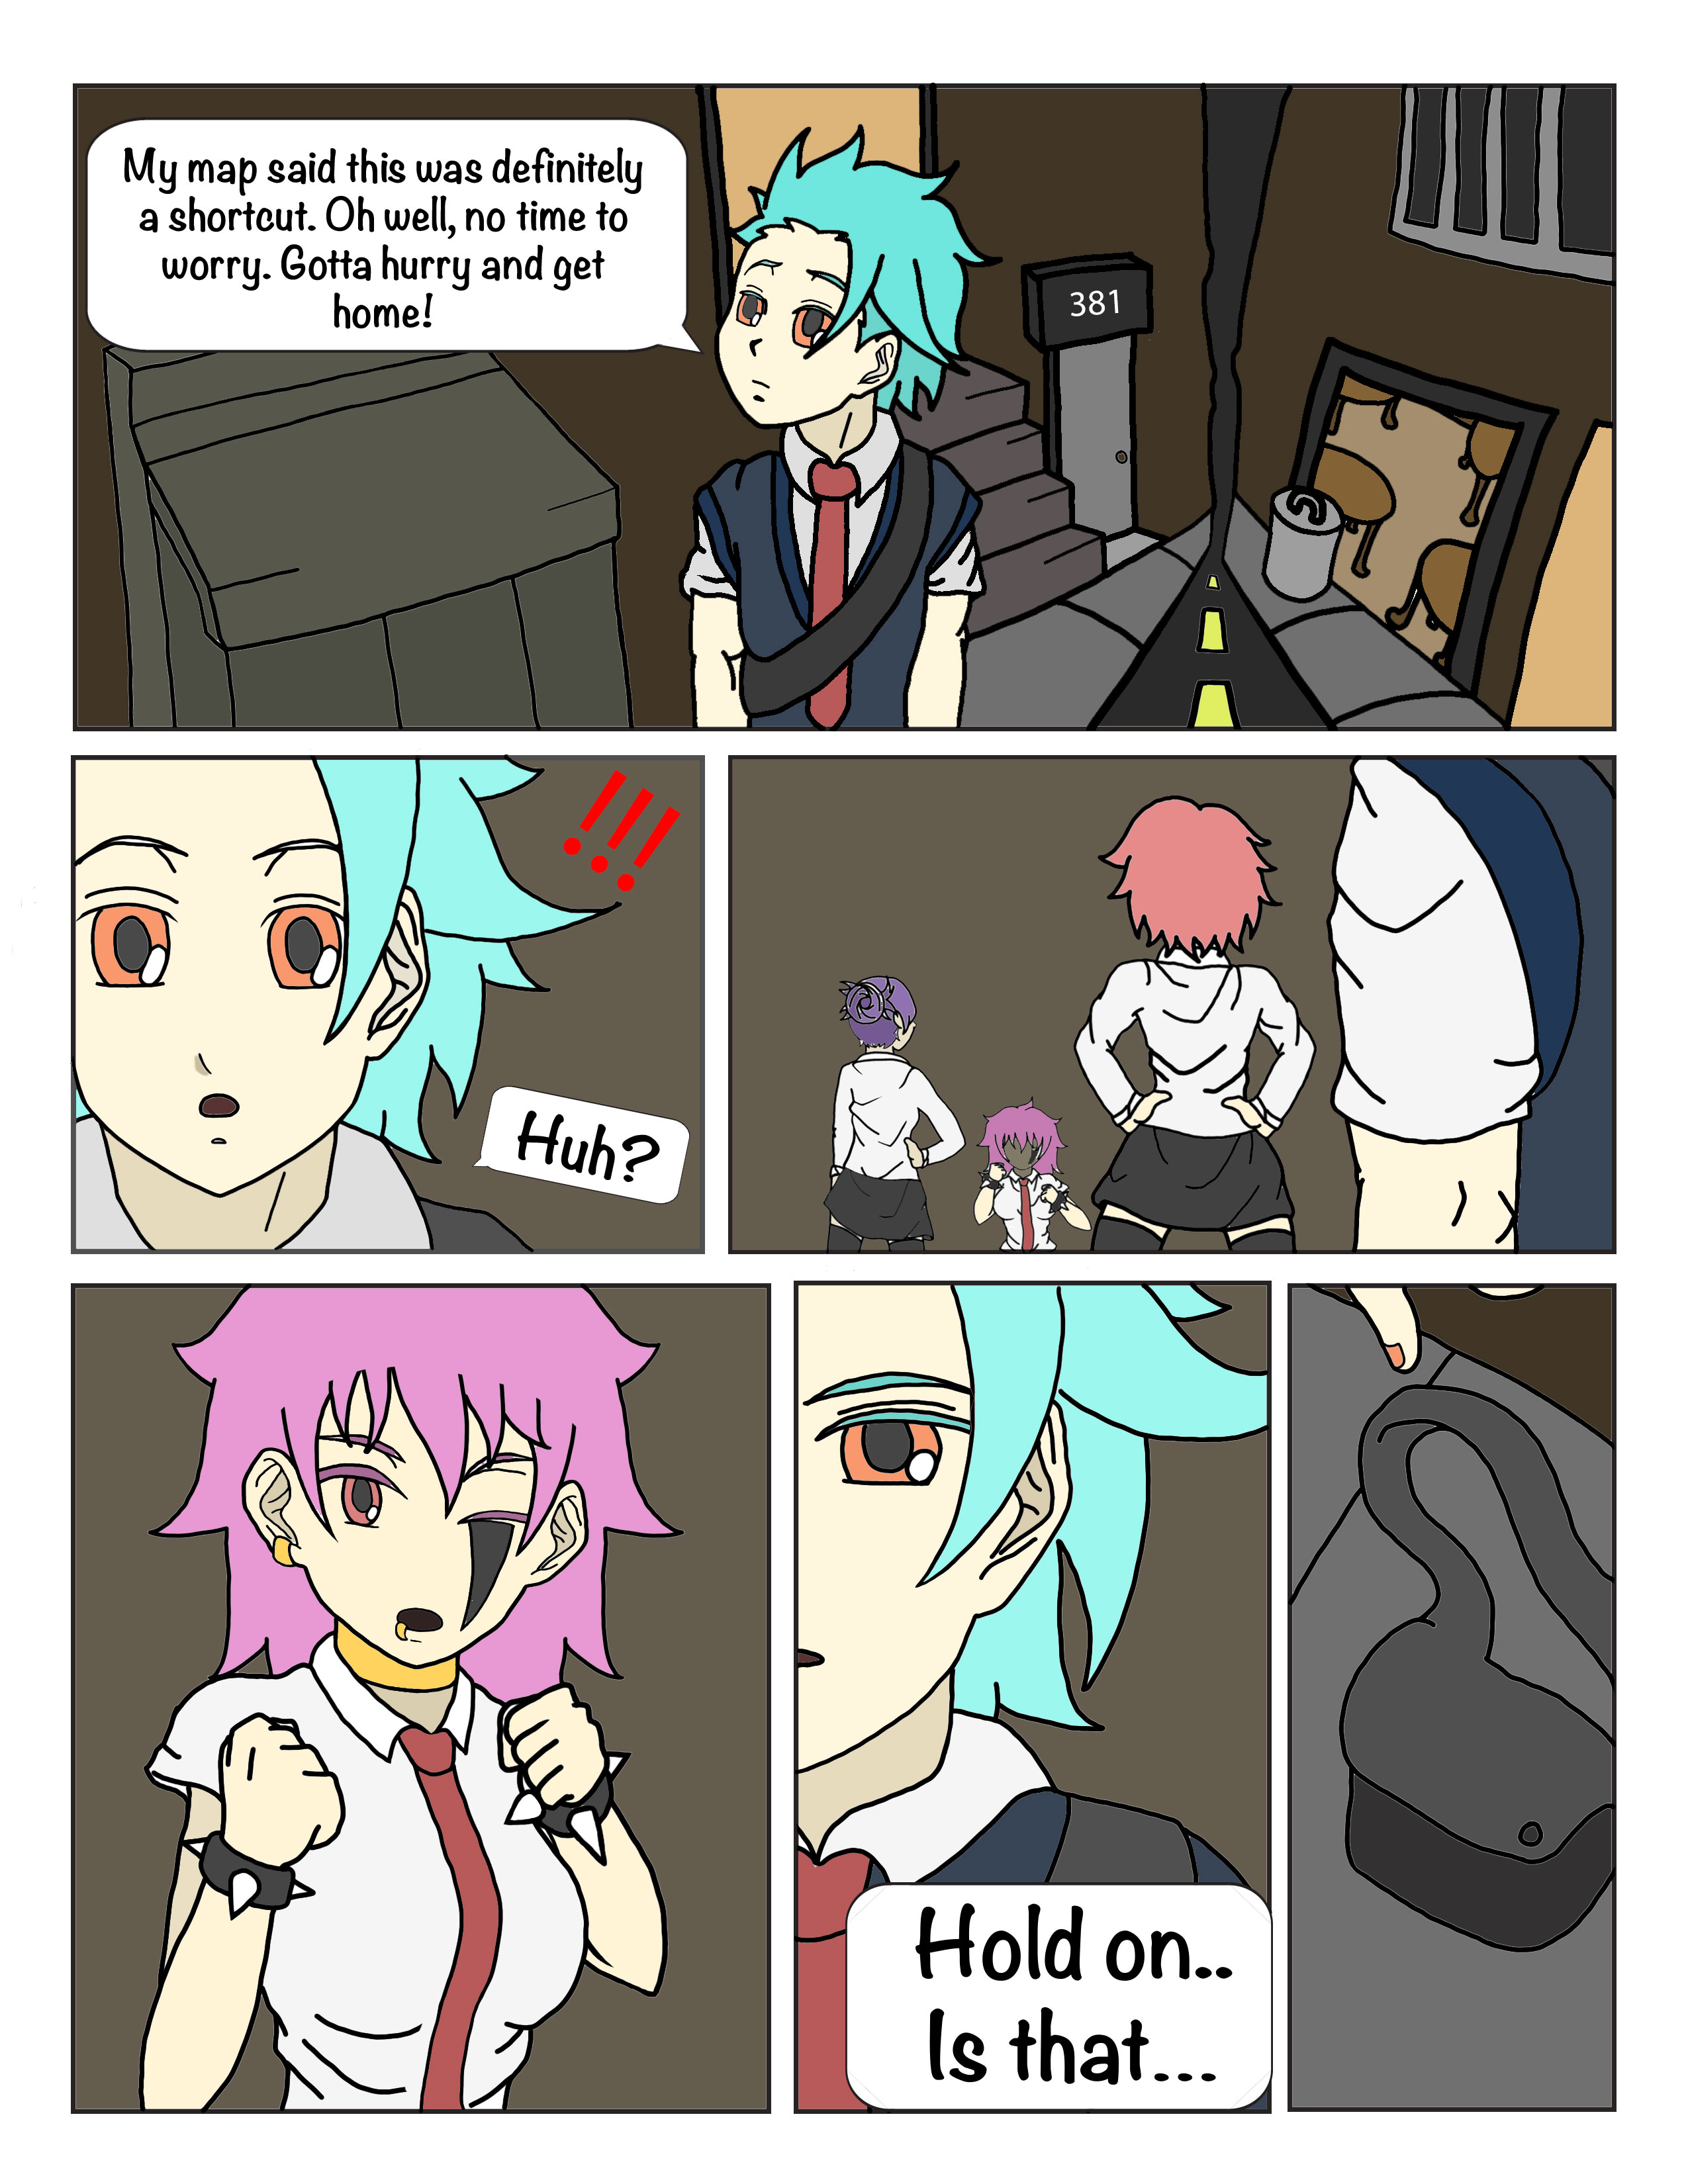 My map said this was definitely
a shortcut. Oh well, no time to
worry. Gotta hurry and get
home!
381
!!!
Huh?
Hold on..
Is that...